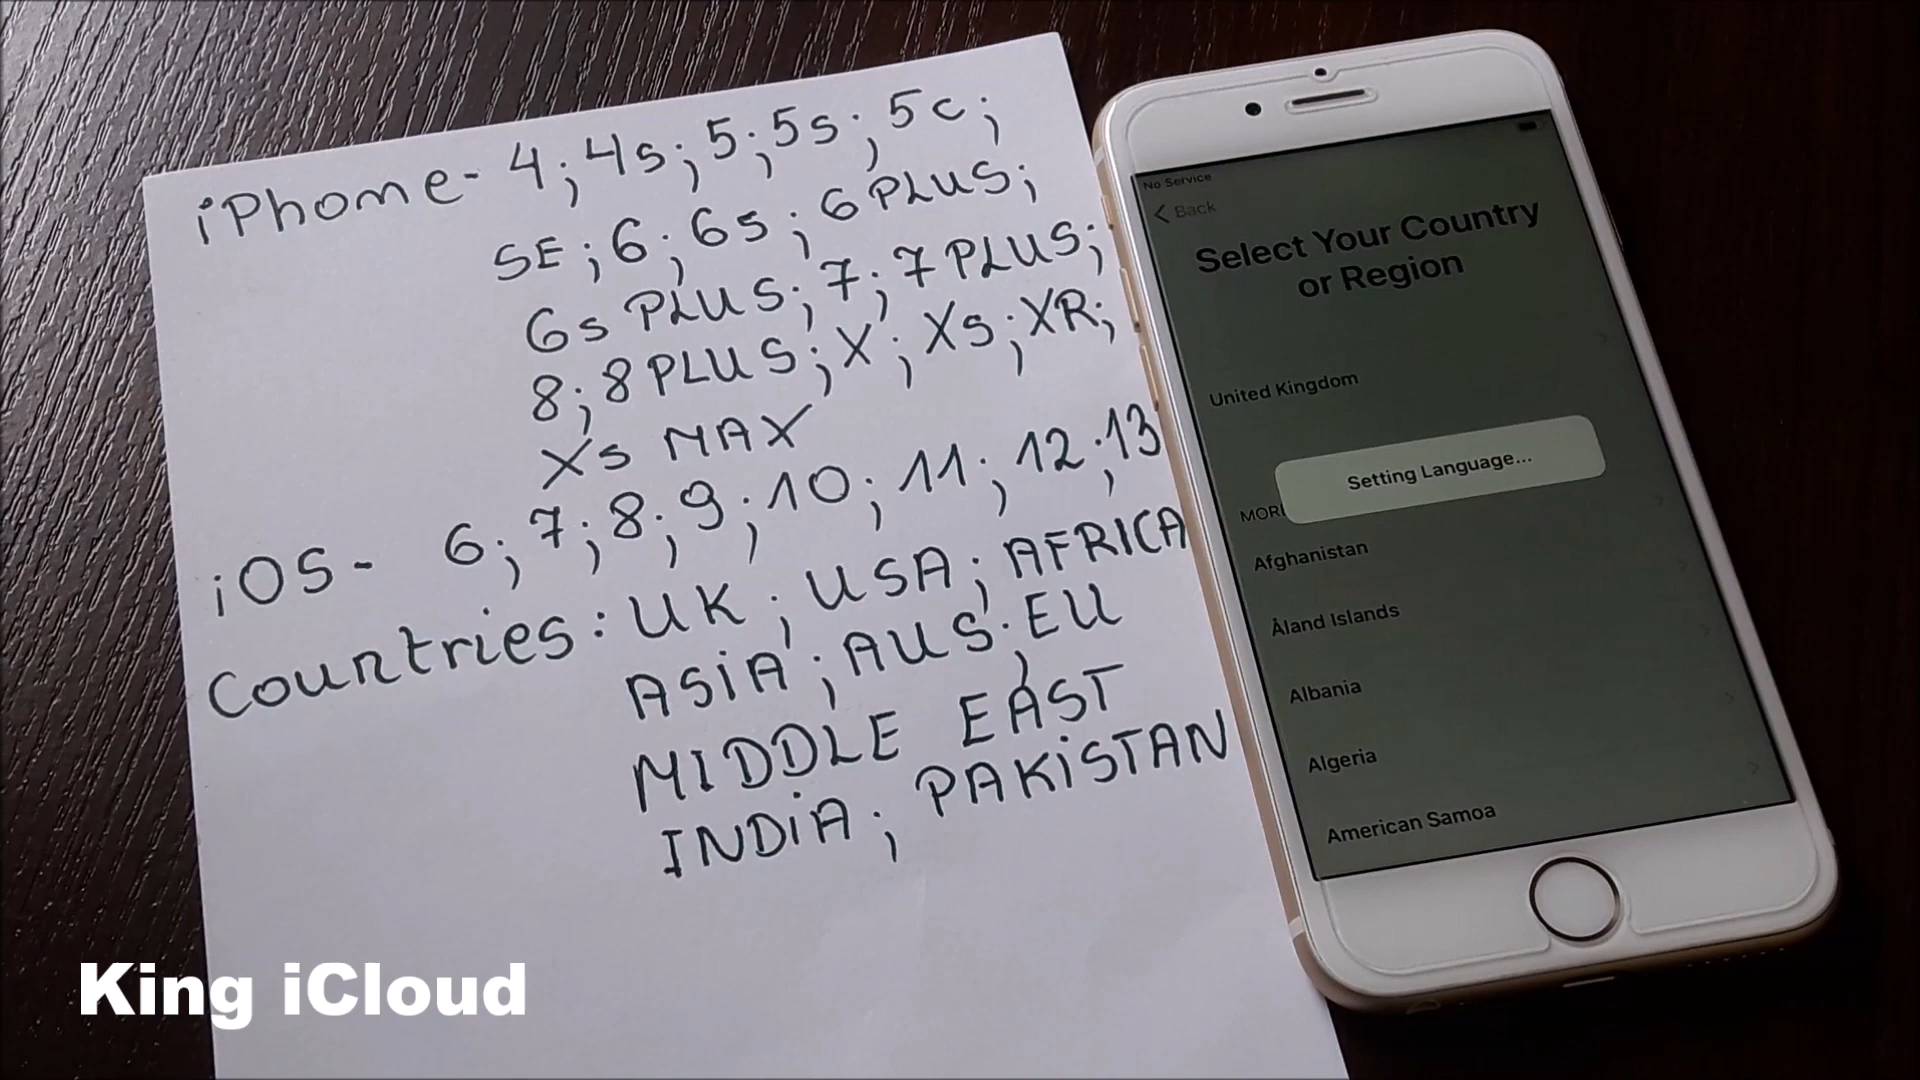 iPhone - 4; 4s; 5; 5s; 5c;
SE; 6; 6s; 6 PLUS;
6s PLUS; 7; 7 PLUS;
8; 8 PLUS; X; Xs; XR;
Xs MAX
iOS - 6; 7; 8; 9; 10; 11; 12; 13
Countries: UK; USA; AFRICA
ASiA; AUS; EU
MIDDLE EAST
INDiA; PAKiSTAN
King iCloud
No Service
Back
Select Your Country
or Region
United Kingdom
Setting Language...
Afghanistan
Åland Islands
Albania
Algeria
American Samoa